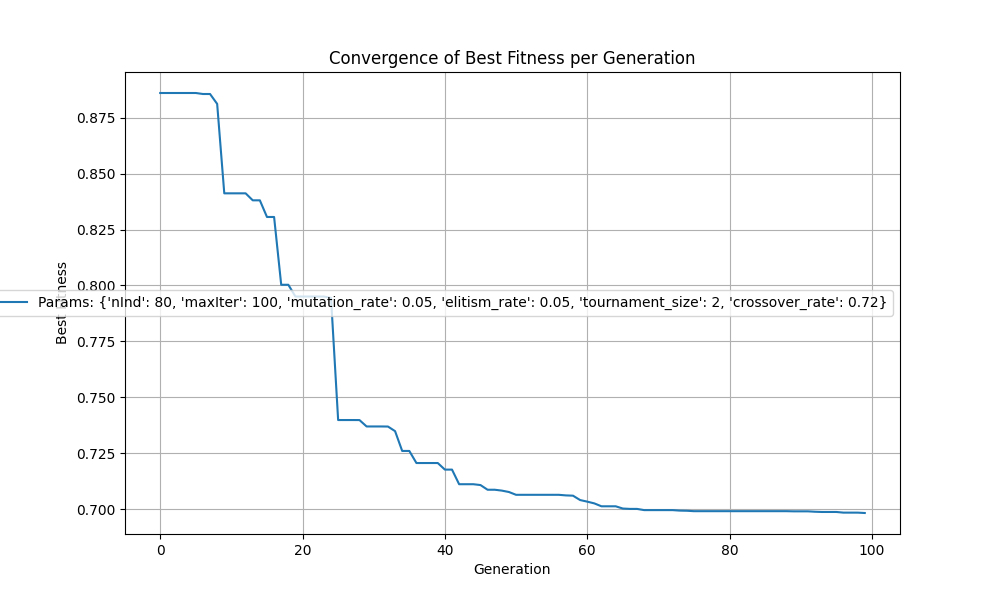 Convergence of Best Fitness per Generation
0.875
0.850
0.825
0.800
0.775
0.750
0.725
0.700
Best Fitness
Params: {'nInd': 80, 'maxIter': 100, 'mutation_rate': 0.05, 'elitism_rate': 0.05, 'tournament_size': 2, 'crossover_rate': 0.72}
0 20 40 60 80 100
Generation